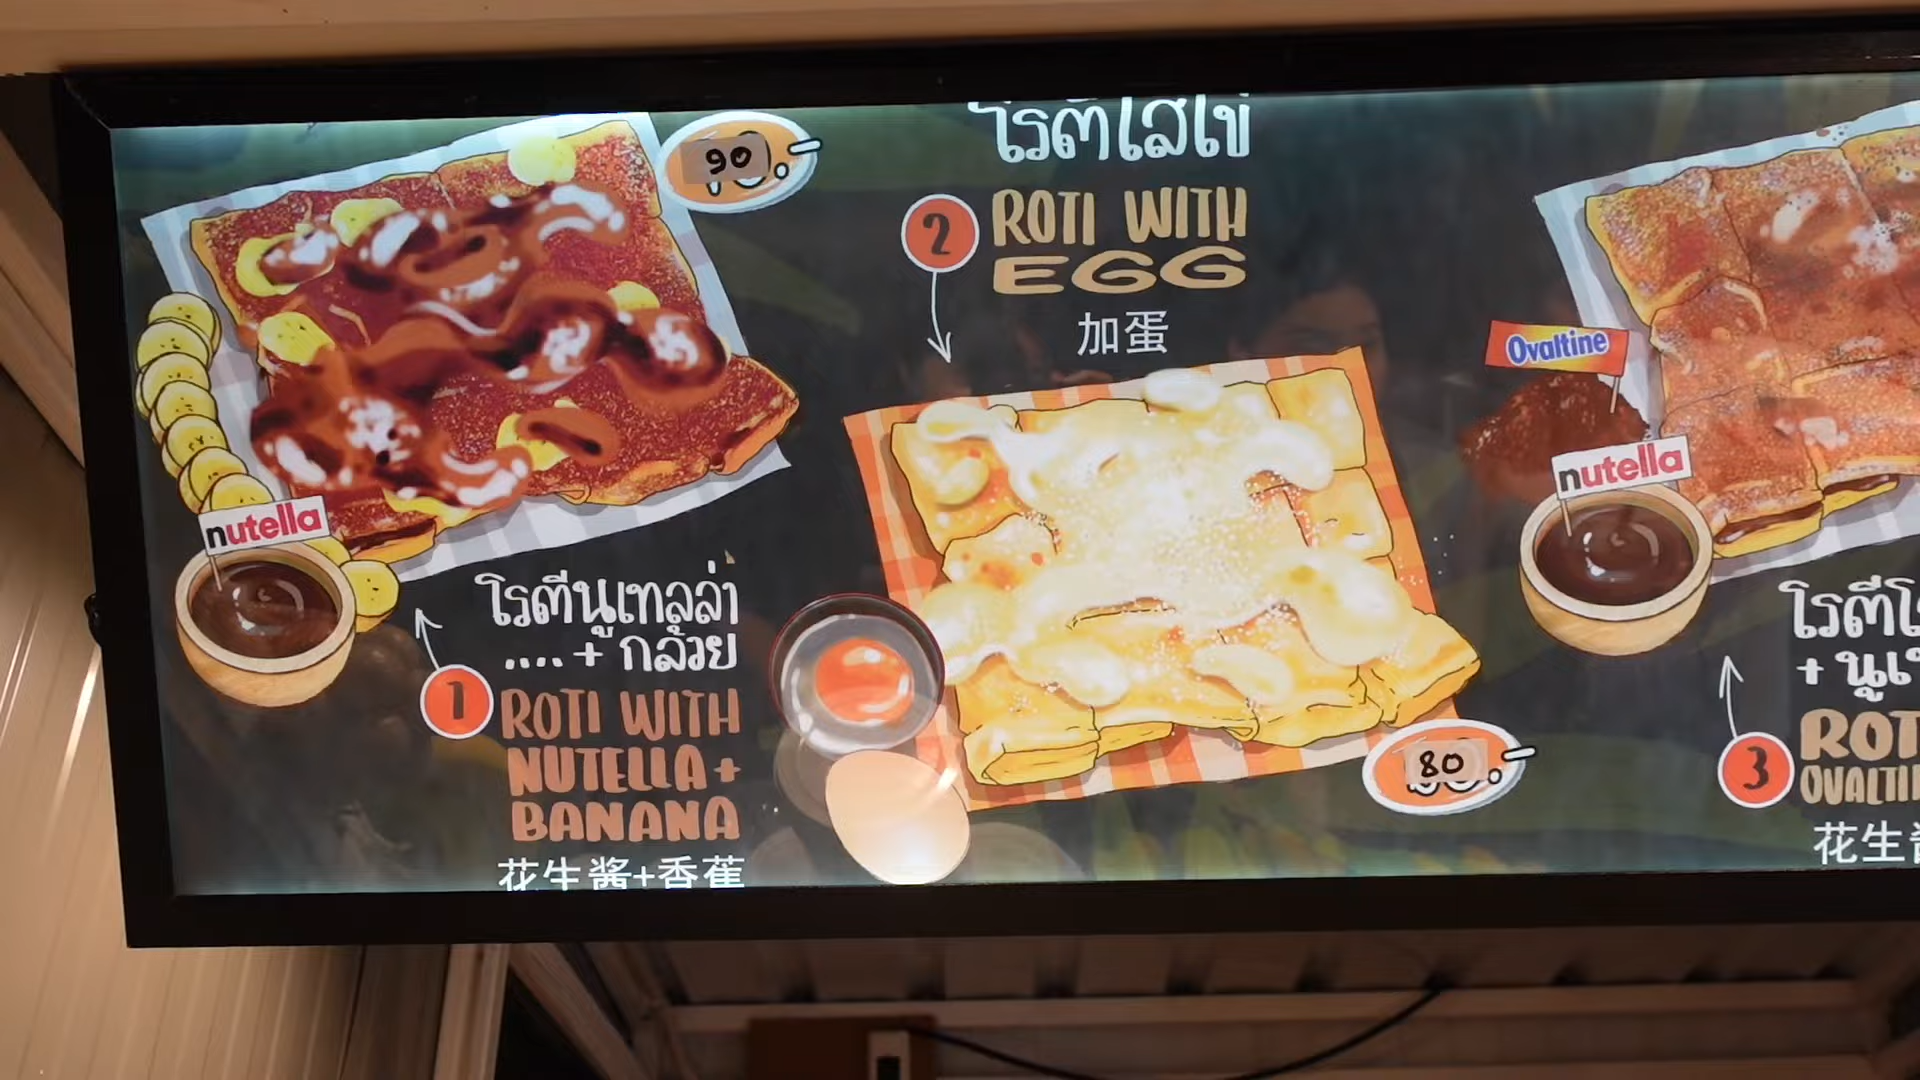 90
nutella
โรตีนูเทลล่า
....+ กล้วย
1
ROTI WITH
NUTELLA+
BANANA
花生酱+香蕉
โรตีใส่ไข่
2
ROTI WITH
EGG
加蛋
80
Ovaltine
nutella
3
花生